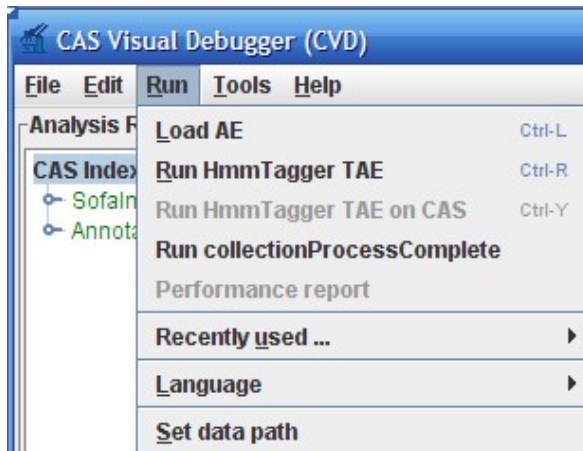 CAS Visual Debugger (CVD)
File Edit Run Tools Help
Analysis R
CAS Index
SofaIn
Annota
Load AE Ctrl-L
Run HmmTagger TAE Ctrl-R
Run HmmTagger TAE on CAS Ctrl-Y
Run collectionProcessComplete
Performance report
Recently used ...
Language
Set data path